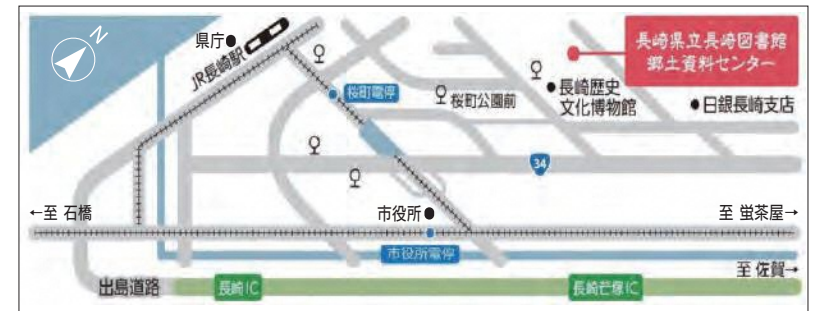 N
県庁
JR長崎駅
長崎県立長崎図書館
郷土資料センター
桜町電停
桜町公園前
長崎歴史
文化博物館
日銀長崎支店
34
←至 石橋
市役所
至 蛍茶屋→
市役所電停
至 佐賀→
出島道路
長崎IC
長崎芒塚IC